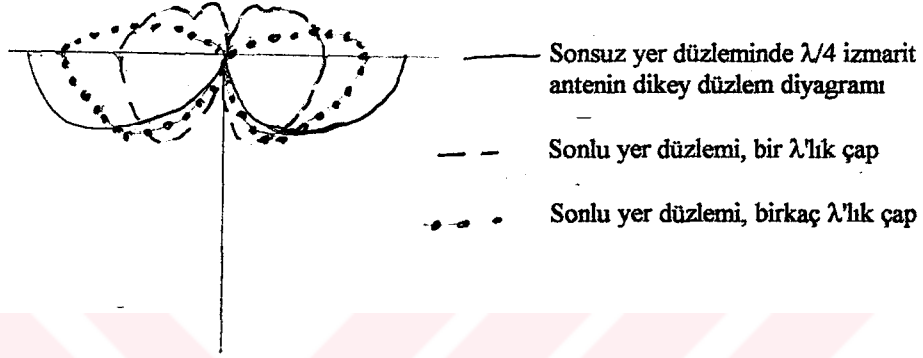 Sonsuz yer düzleminde λ/4 izmarit
antenin dikey düzlem diyagramı
Sonlu yer düzlemi, bir λ'lık çap
Sonlu yer düzlemi, birkaç λ'lık çap